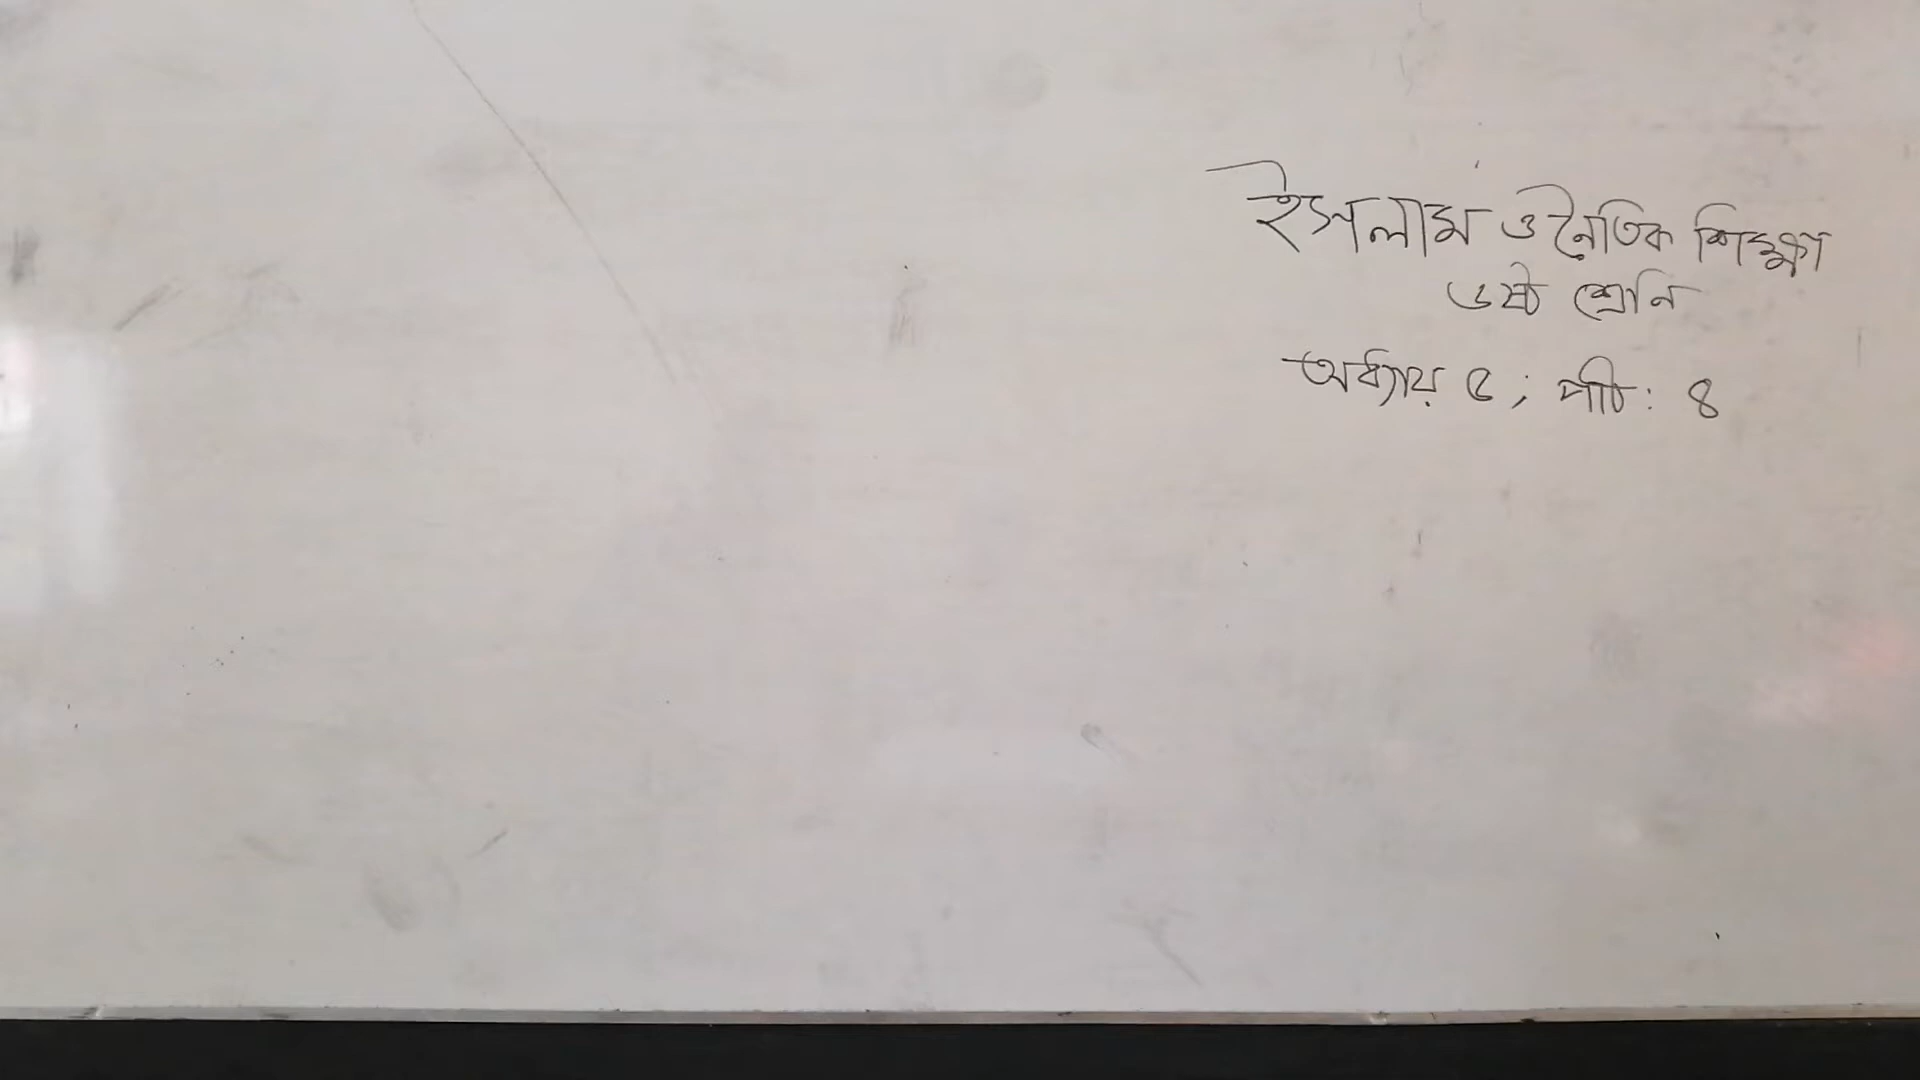 ইসলাম ও নৈতিক শিক্ষা
৬ষ্ঠ শ্রেনি
অধ্যায় ৫; পাঠ: ৪